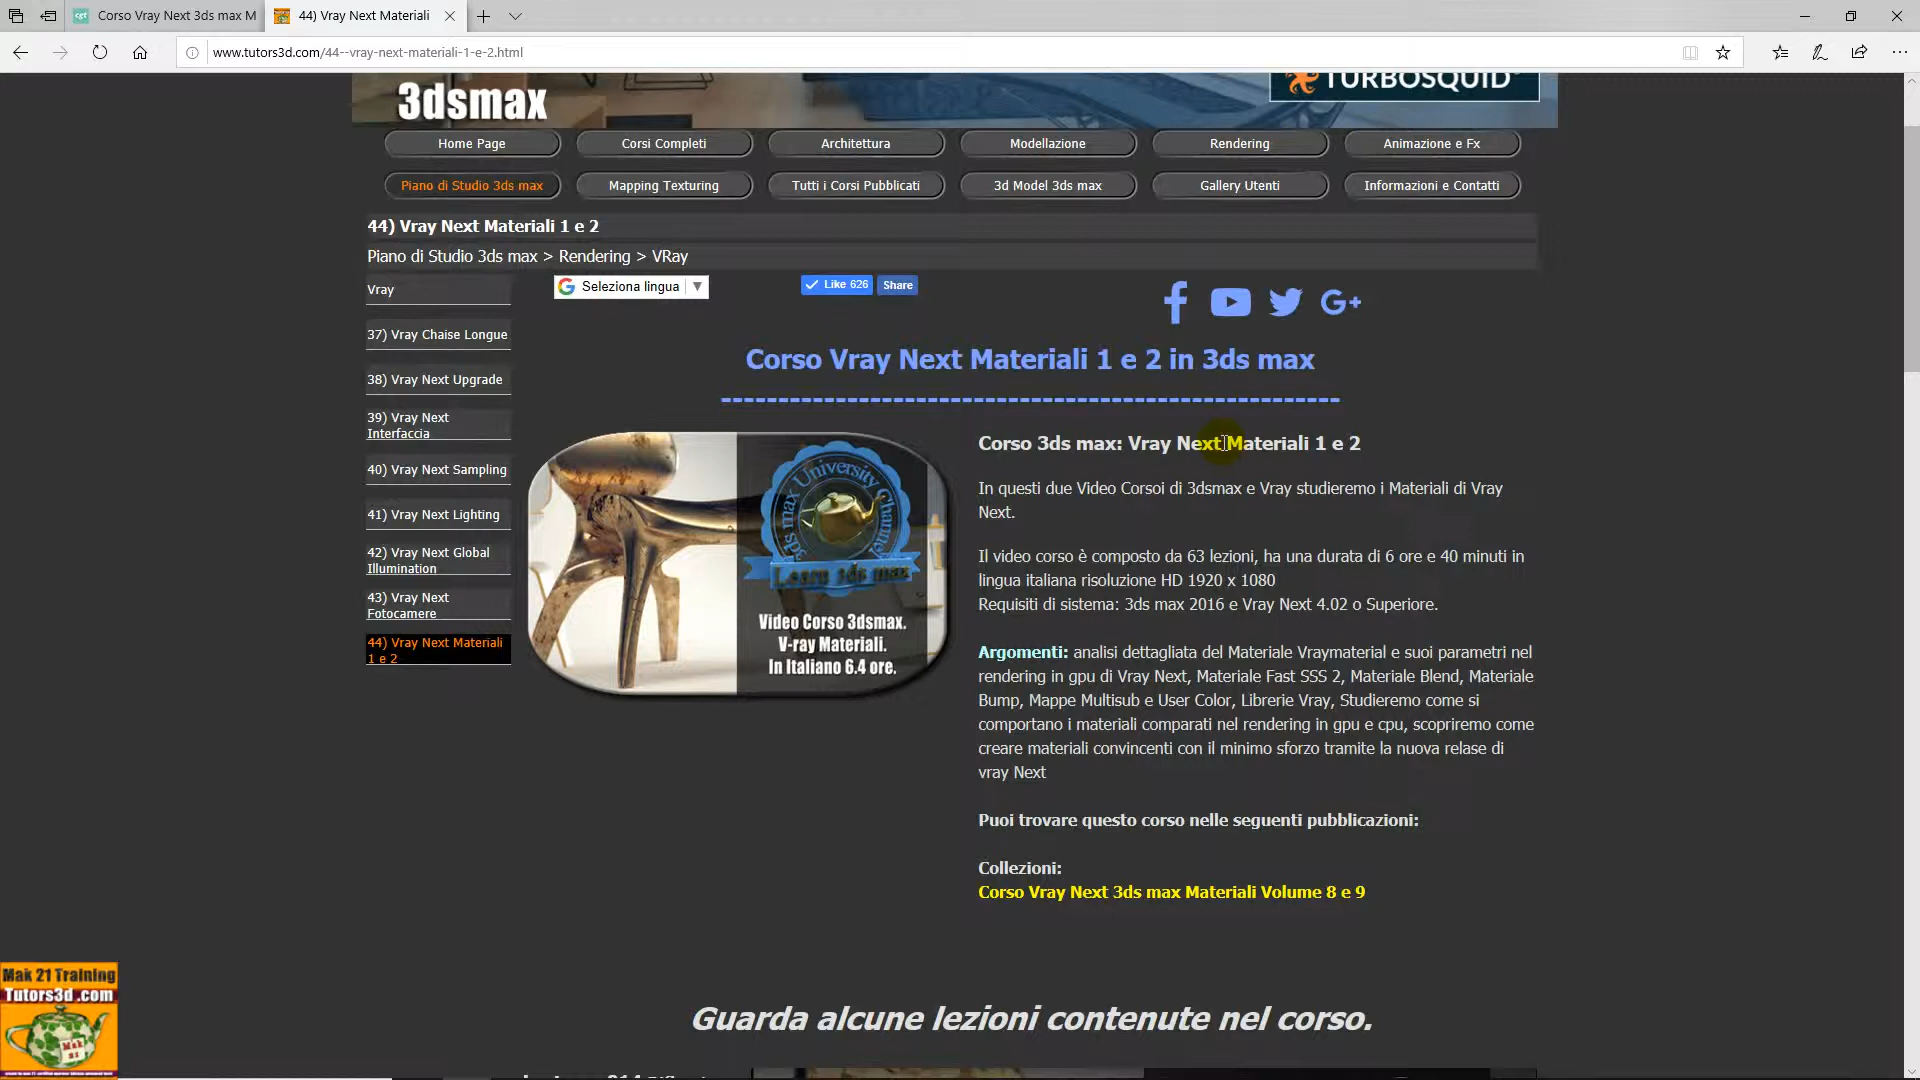 Corso Vray Next 3ds max M
44) Vray Next Materiali
www.tutors3d.com/44--vray-next-materiali-1-e-2.html
3dsmax
TURBOSQUID
Home Page
Corsi Completi
Architettura
Modellazione
Rendering
Animazione e Fx
Piano di Studio 3ds max
Mapping Texturing
Tutti i Corsi Pubblicati
3d Model 3ds max
Gallery Utenti
Informazioni e Contatti
44) Vray Next Materiali 1 e 2
Piano di Studio 3ds max > Rendering > VRay
Vray
37) Vray Chaise Longue
38) Vray Next Upgrade
39) Vray Next
Interfaccia
40) Vray Next Sampling
41) Vray Next Lighting
42) Vray Next Global
Illumination
43) Vray Next
Fotocamere
44) Vray Next Materiali
1 e 2
Seleziona lingua
Like 626
Share
G+
Corso Vray Next Materiali 1 e 2 in 3ds max
------------------------------------------------------
3ds max University Channel
Learn 3ds max
Video Corso 3dsmax.
V-ray Materiali.
In Italiano 6.4 ore.
Corso 3ds max: Vray Next Materiali 1 e 2
In questi due Video Corsoi di 3dsmax e Vray studieremo i Materiali di Vray
Next.
Il video corso è composto da 63 lezioni, ha una durata di 6 ore e 40 minuti in
lingua italiana risoluzione HD 1920 x 1080
Requisiti di sistema: 3ds max 2016 e Vray Next 4.02 o Superiore.
Argomenti: analisi dettagliata del Materiale Vraymaterial e suoi parametri nel
rendering in gpu di Vray Next, Materiale Fast SSS 2, Materiale Blend, Materiale
Bump, Mappe Multisub e User Color, Librerie Vray, Studieremo come si
comportano i materiali comparati nel rendering in gpu e cpu, scopriremo come
creare materiali convincenti con il minimo sforzo tramite la nuova relase di
vray Next
Puoi trovare questo corso nelle seguenti pubblicazioni:
Collezioni:
Corso Vray Next 3ds max Materiali Volume 8 e 9
Guarda alcune lezioni contenute nel corso.
Mak 21 Training
Tutors3d .com
Mak
21